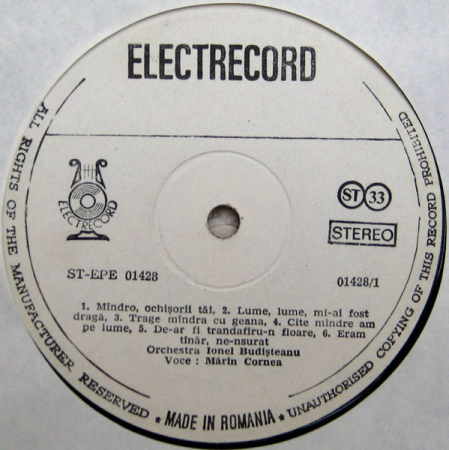 ELECTRECORD
ALL RIGHTS OF THE MANUFACTURER RESERVED ★ MADE IN ROMANIA ★ UNAUTHORISED COPYING OF THIS RECORD PROHIBITED
ELECTRECORD
ST 33
STEREO
ST-EPE 01428
01428/1
1. Mîndro, ochișorii tăi, 2. Lume, lume, mi-ai fost
dragă, 3. Trage mîndra cu geana, 4. Cîte mîndre am
pe lume, 5. De-ar fi trandafiru-n floare, 6. Eram
tînăr, ne-nsurat
Orchestra Ionel Budișteanu
Voce : Mărin Cornea